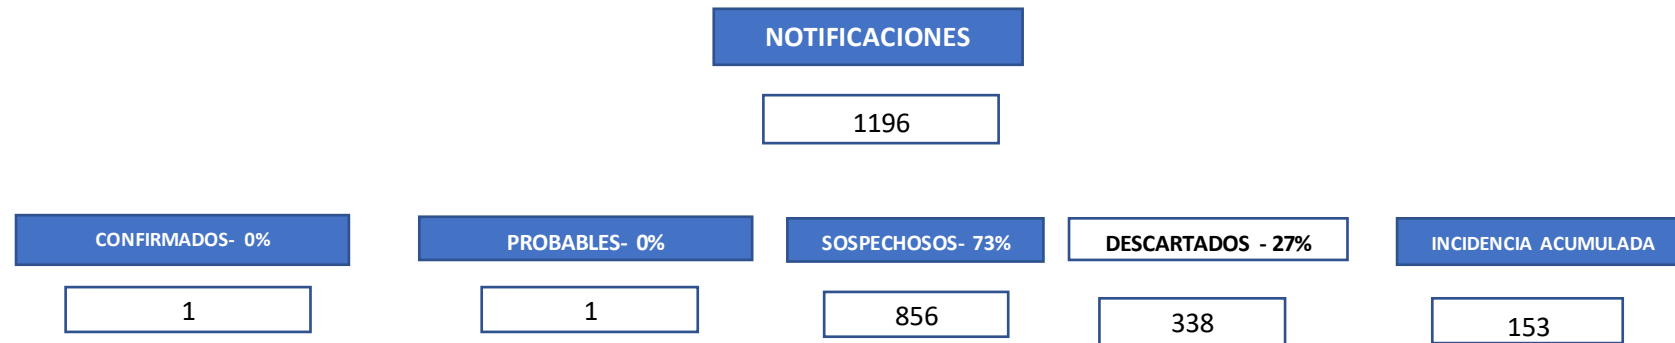 NOTIFICACIONES
1196
CONFIRMADOS- 0%
PROBABLES- 0%
SOSPECHOSOS- 73%
DESCARTADOS - 27%
INCIDENCIA ACUMULADA
1
1
856
338
153